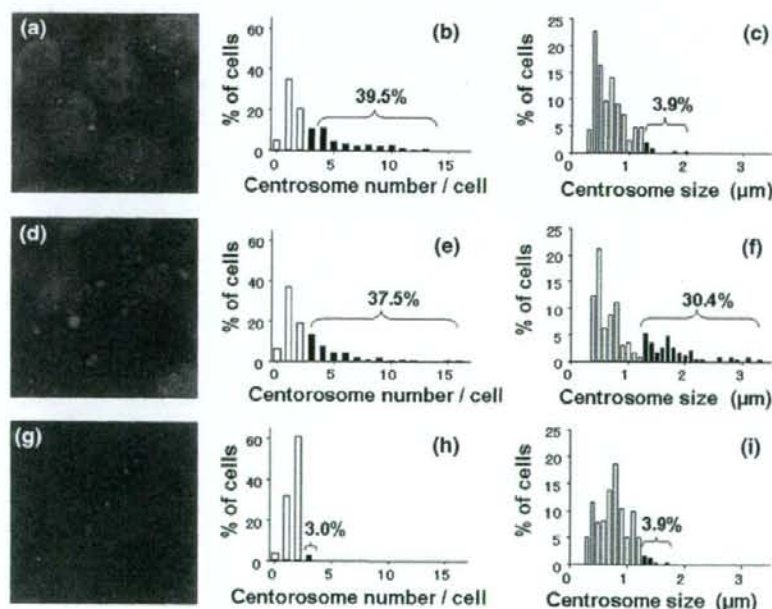 (a)
(b)
% of cells
60
40
20
0
39.5%
0 5 10 15
Centrosome number / cell
(c)
% of cells
25
20
15
10
5
0
3.9%
0 1 2 3
Centrosome size (μm)
(d)
(e)
% of cells
60
40
20
0
37.5%
0 5 10 15
Centorosome number / cell
(f)
% of cells
25
20
15
10
5
0
30.4%
0 1 2 3
Centrosome size (μm)
(g)
(h)
% of cells
60
40
20
0
3.0%
0 5 10 15
Centorosome number / cell
(i)
% of cells
25
20
15
10
5
0
3.9%
0 1 2 3
Centrosome size (μm)